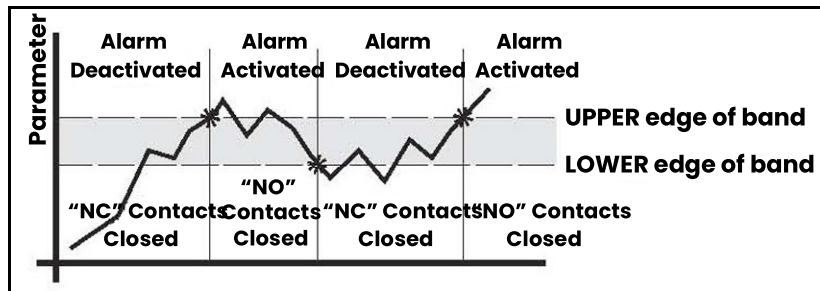 Parameter
Alarm
Deactivated
Alarm
Activated
Alarm
Deactivated
Alarm
Activated
UPPER edge of band
LOWER edge of band
“NC” Contacts
Closed
“NO”
Contacts
Closed
“NC” Contacts
Closed
“NO” Contacts
Closed